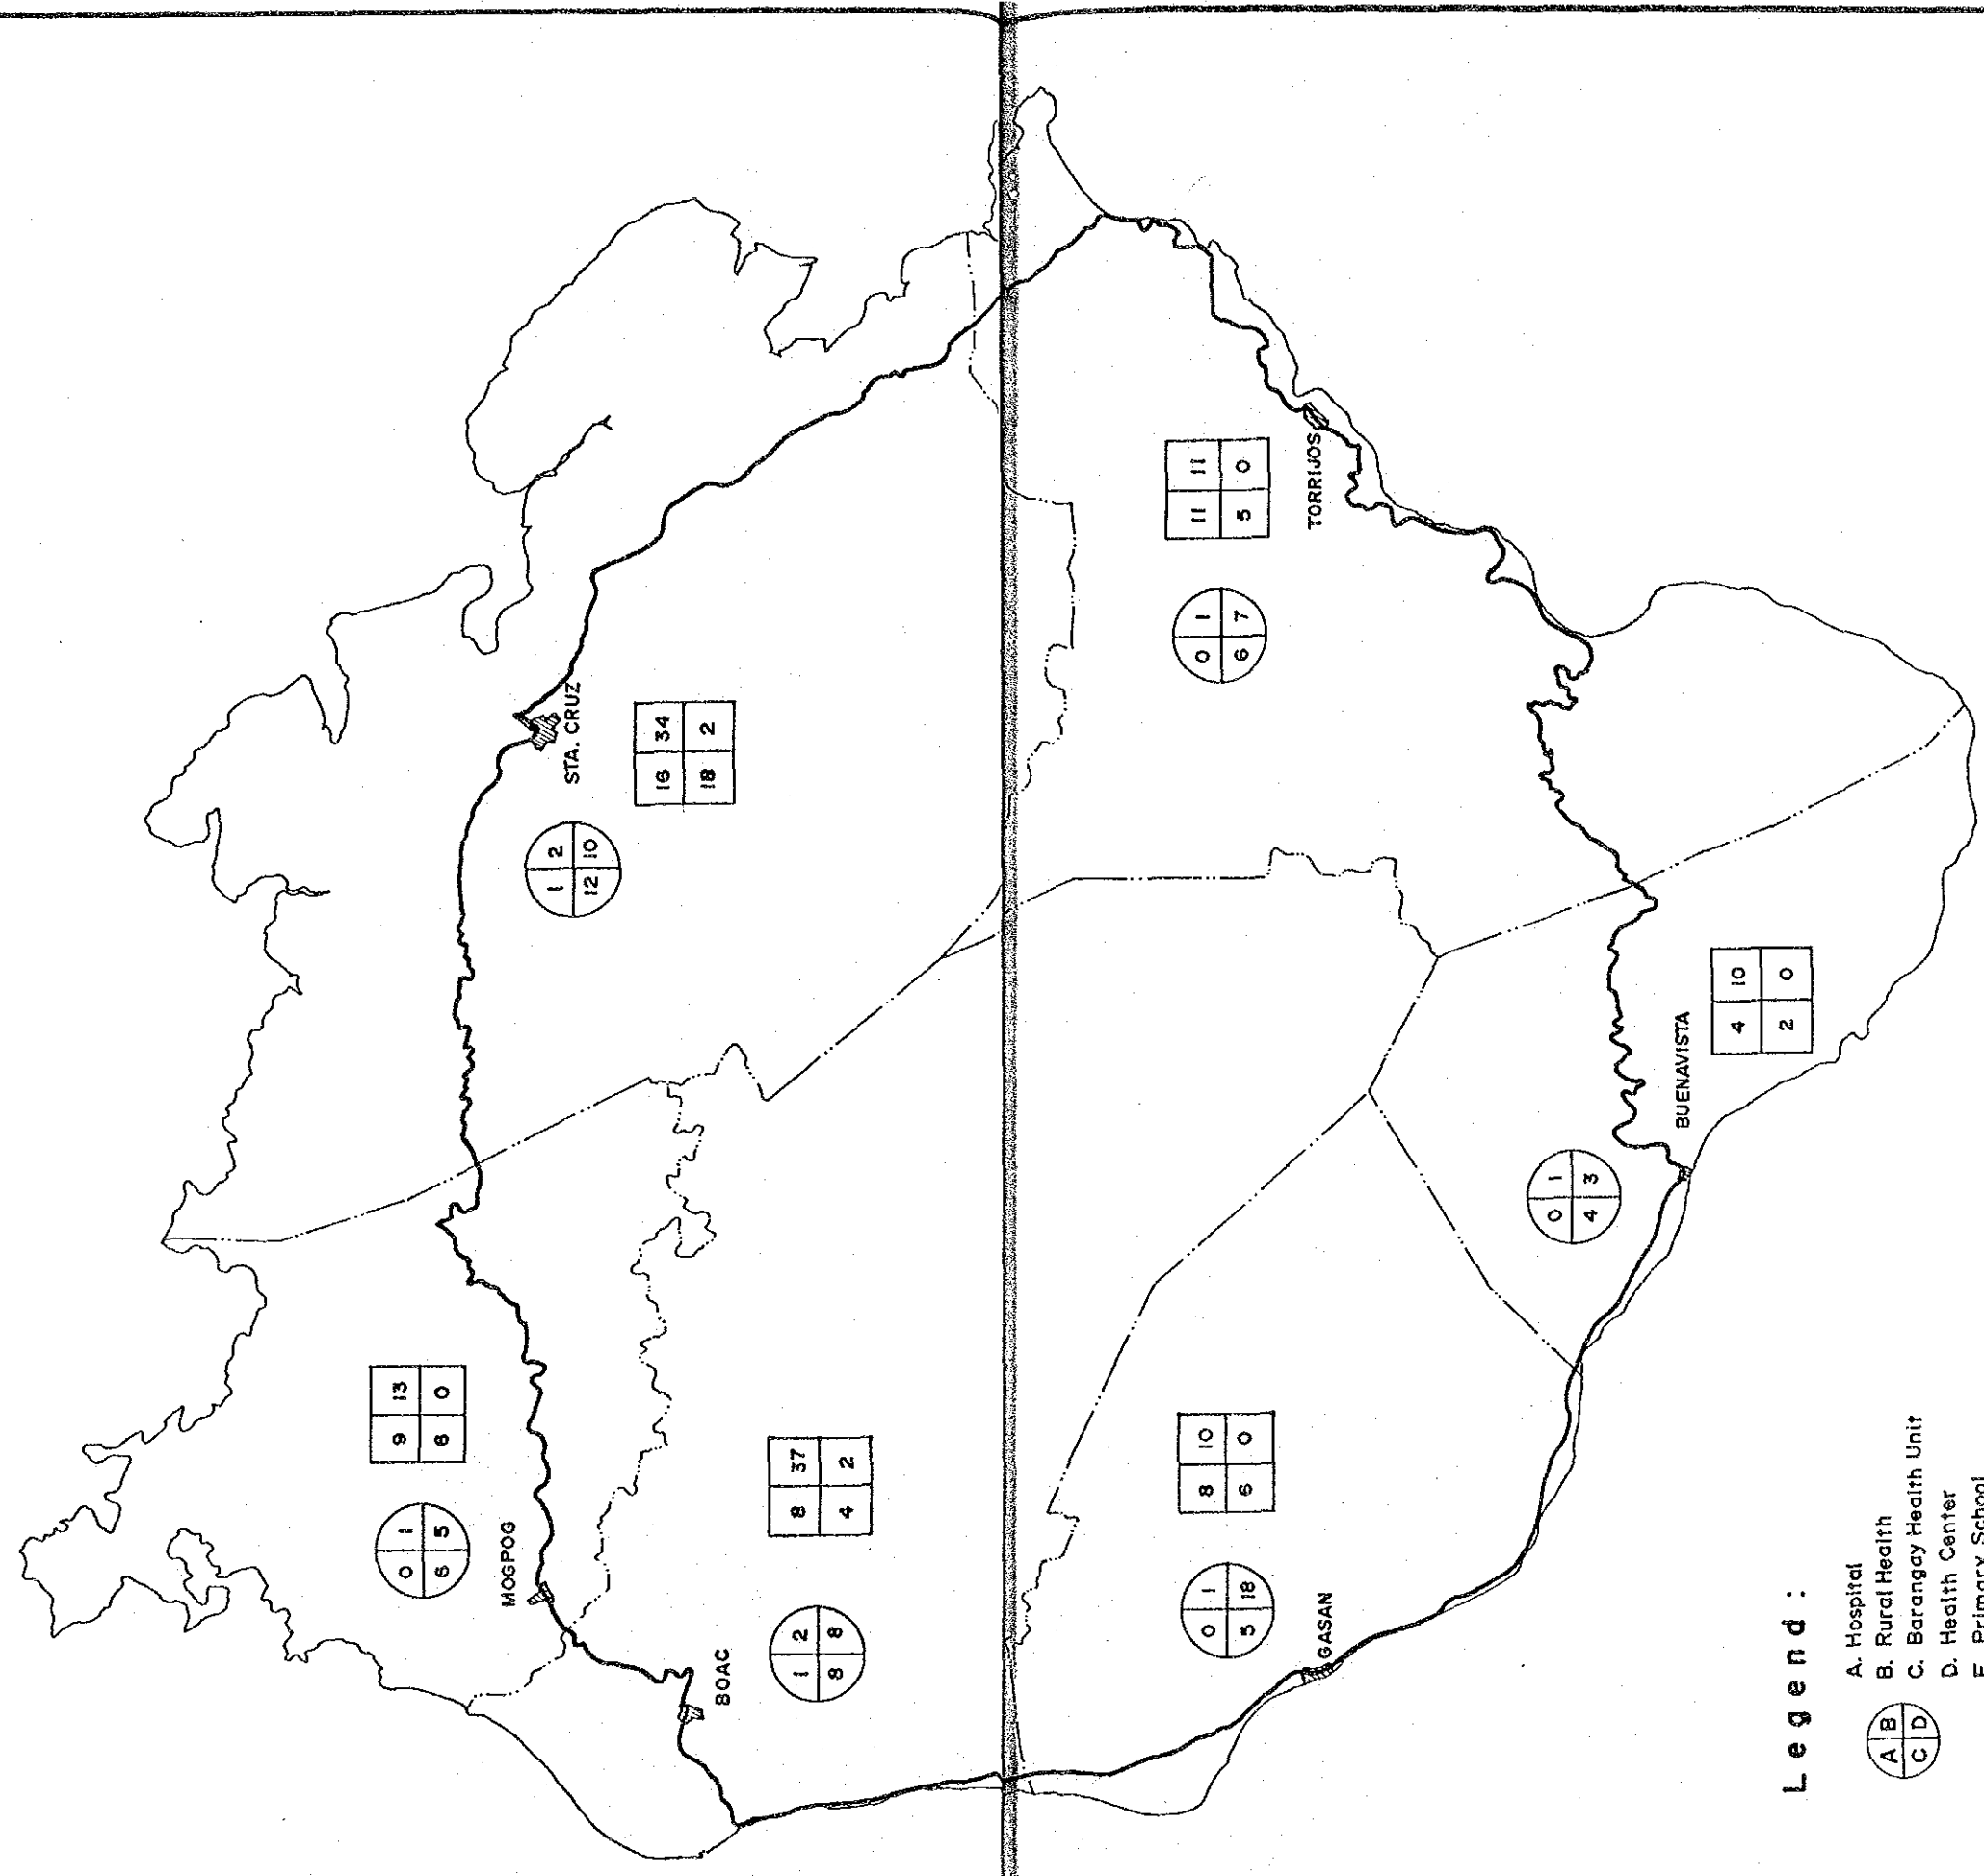 STA. CRUZ
1 2
12 10
16 34
18 2
MOGPOG
0 1
6 5
9 13
6 0
BOAC
1 2
8 8
8 37
4 2
TORRIJOS
0 1
6 7
11 11
5 0
GASAN
0 1
5 18
8 10
6 0
BUENAVISTA
0 1
4 3
4 10
2 0
Legend :
A B
C D
A. Hospital
B. Rural Health
C. Barangay Health Unit
D. Health Center
E. Primary School